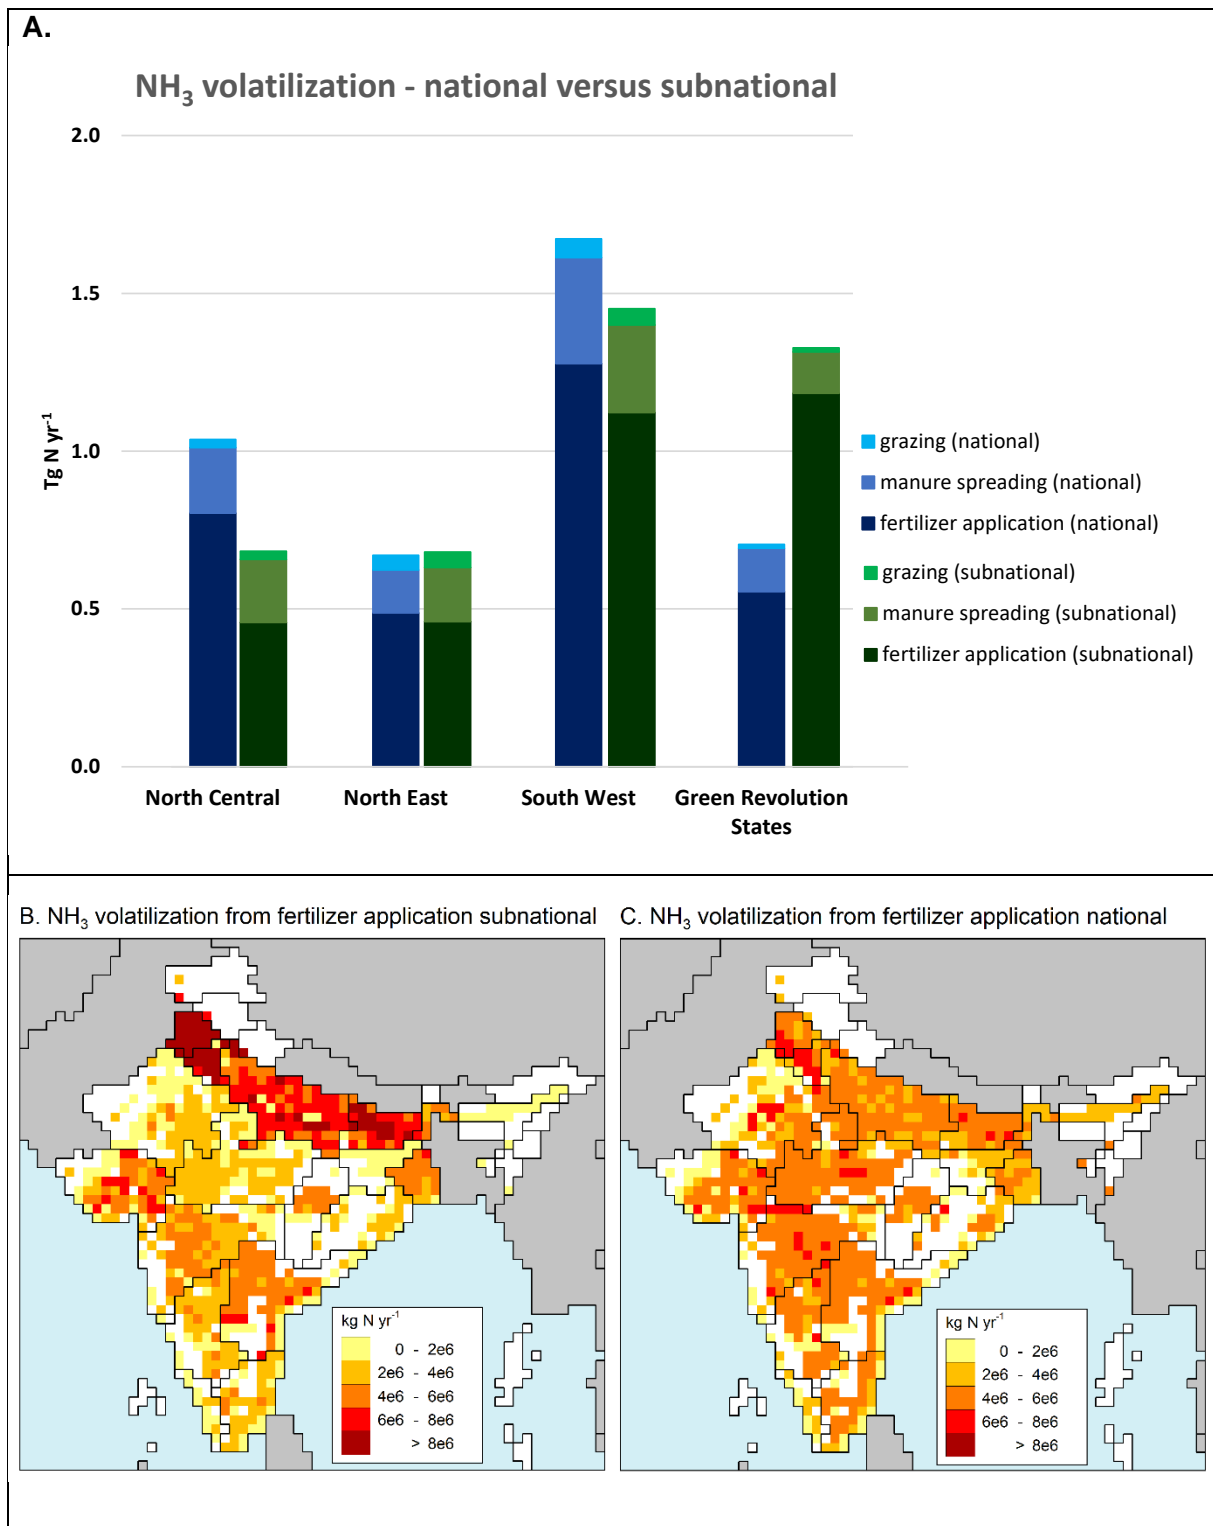 A.
NH₃ volatilization - national versus subnational
2.0
1.5
1.0
0.5
0.0
Tg N yr⁻¹
North Central
North East
South West
Green Revolution
States
grazing (national)
manure spreading (national)
fertilizer application (national)
grazing (subnational)
manure spreading (subnational)
fertilizer application (subnational)
B. NH₃ volatilization from fertilizer application subnational
kg N yr⁻¹
0 - 2e6
2e6 - 4e6
4e6 - 6e6
6e6 - 8e6
> 8e6
C. NH₃ volatilization from fertilizer application national
kg N yr⁻¹
0 - 2e6
2e6 - 4e6
4e6 - 6e6
6e6 - 8e6
> 8e6